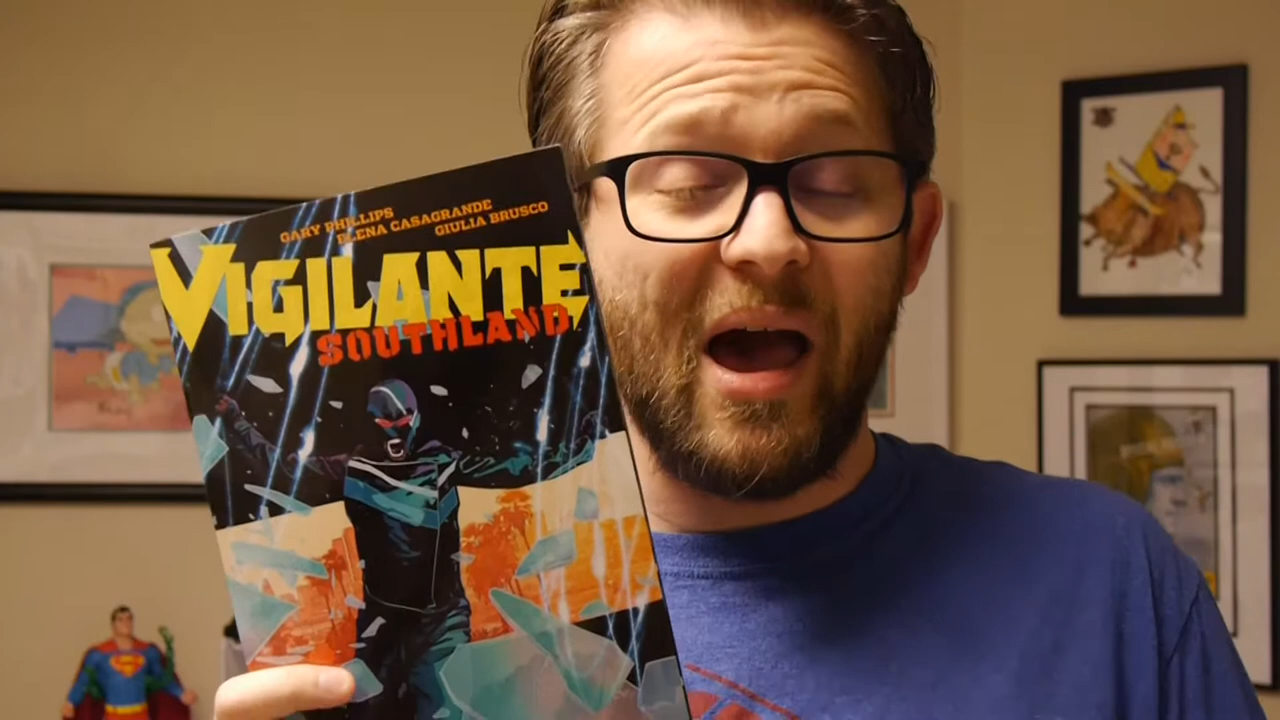 GARY PHILLIPS
ELENA CASAGRANDE
GIULIA BRUSCO
VIGILANTE
SOUTHLAND